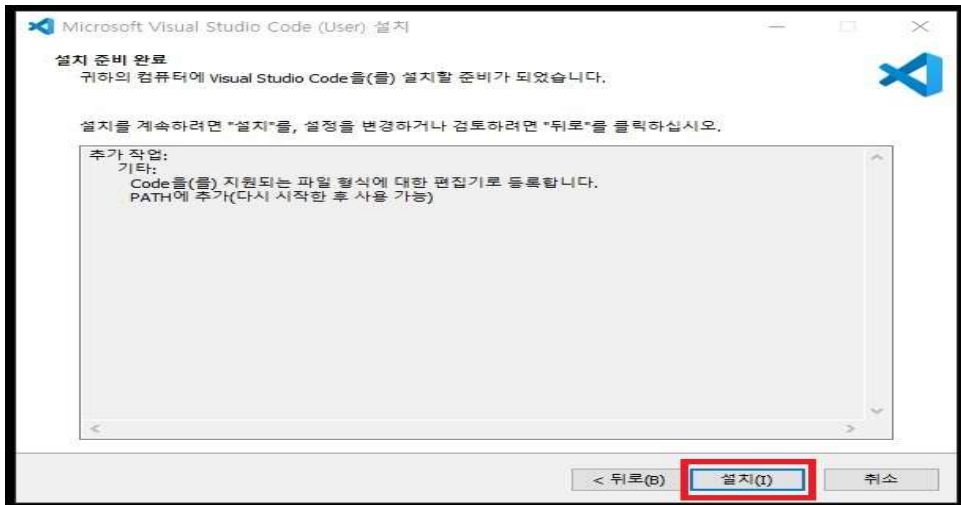 Microsoft Visual Studio Code (User) 설치
설치 준비 완료
귀하의 컴퓨터에 Visual Studio Code을(를) 설치할 준비가 되었습니다.
설치를 계속하려면 "설치"를, 설정을 변경하거나 검토하려면 "뒤로"를 클릭하십시오.
추가 작업:
기타:
Code을(를) 지원되는 파일 형식에 대한 편집기로 등록합니다.
PATH에 추가(다시 시작한 후 사용 가능)
< 뒤로(B) 설치(I) 취소